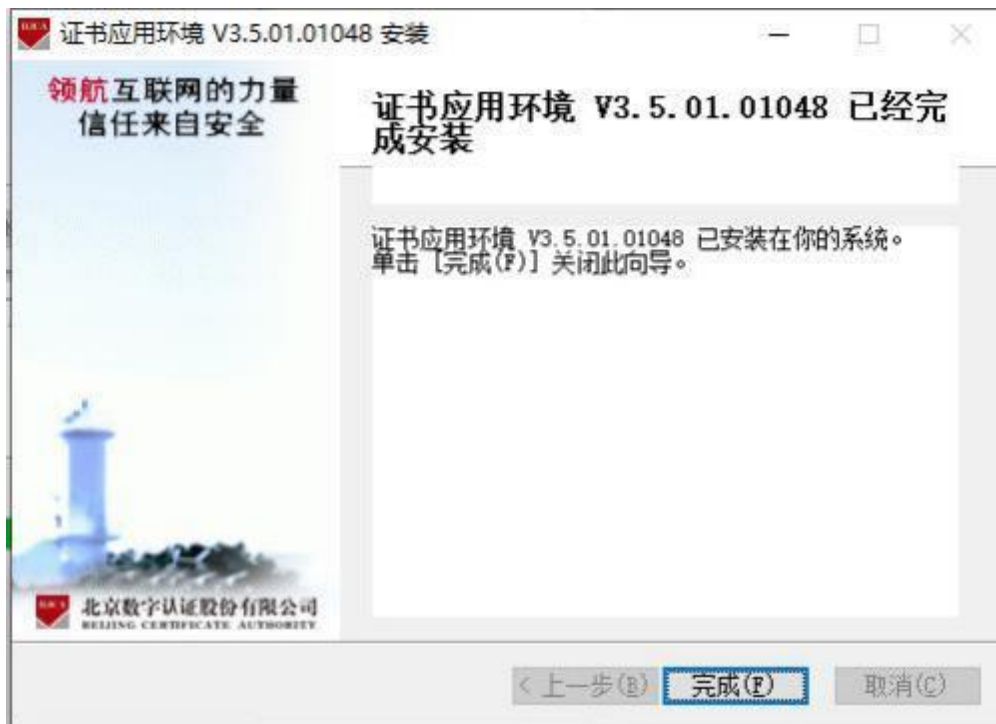 证书应用环境 V3.5.01.01048 安装
领航互联网的力量
信任来自安全
证书应用环境 V3.5.01.01048 已经完
成安装
证书应用环境 V3.5.01.01048 已安装在你的系统。
单击 [完成(F)] 关闭此向导。
BJCA
北京数字认证股份有限公司
BEIJING CERTIFICATE AUTHORITY
< 上一步(B)
完成(F)
取消(C)